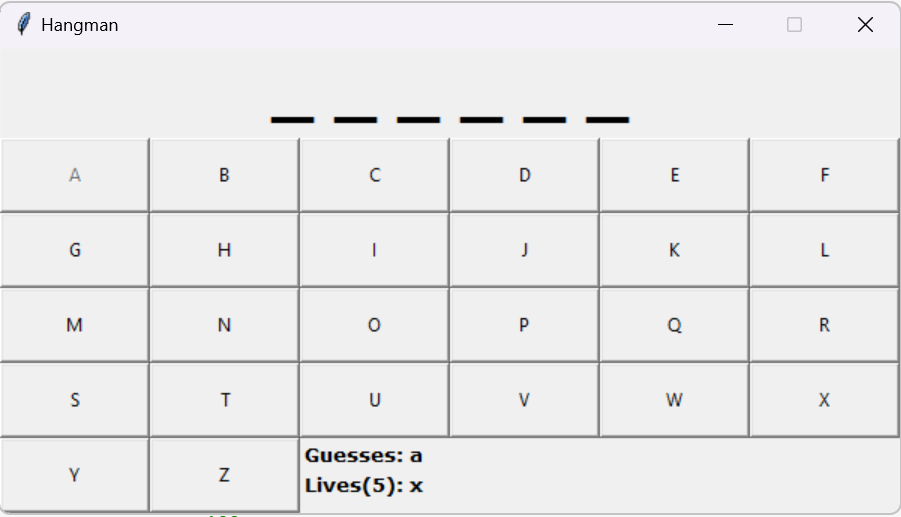 Hangman
_ _ _ _ _ _
A B C D E F
G H I J K L
M N O P Q R
S T U V W X
Y Z
Guesses: a
Lives(5): x